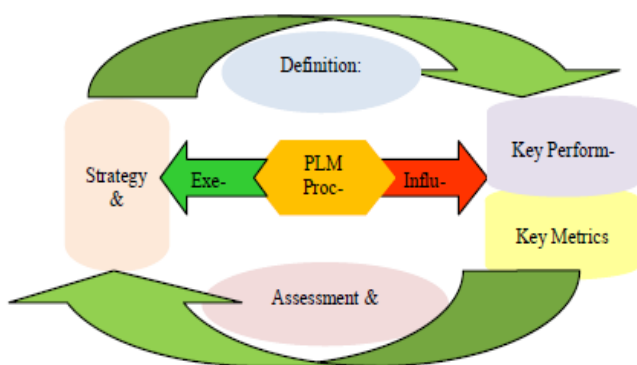 Definition:
Strategy
&
Exe-
PLM
Proc-
Influ-
Key Perform-
Key Metrics
Assessment &